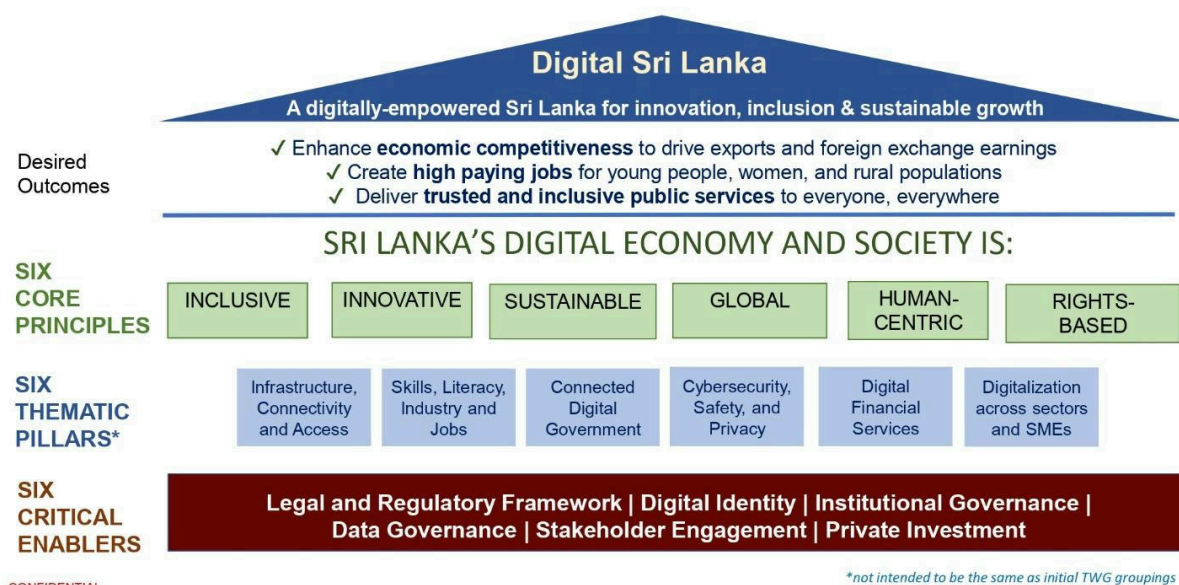 Digital Sri Lanka
A digitally-empowered Sri Lanka for innovation, inclusion & sustainable growth
Desired
Outcomes
✓ Enhance economic competitiveness to drive exports and foreign exchange earnings
✓ Create high paying jobs for young people, women, and rural populations
✓ Deliver trusted and inclusive public services to everyone, everywhere
SRI LANKA'S DIGITAL ECONOMY AND SOCIETY IS:
SIX
CORE
PRINCIPLES
INCLUSIVE
INNOVATIVE
SUSTAINABLE
GLOBAL
HUMAN-
CENTRIC
RIGHTS-
BASED
SIX
THEMATIC
PILLARS*
Infrastructure,
Connectivity
and Access
Skills, Literacy,
Industry and
Jobs
Connected
Digital
Government
Cybersecurity,
Safety, and
Privacy
Digital
Financial
Services
Digitalization
across sectors
and SMEs
SIX
CRITICAL
ENABLERS
Legal and Regulatory Framework | Digital Identity | Institutional Governance |
Data Governance | Stakeholder Engagement | Private Investment
*not intended to be the same as initial TWG groupings
CONFIDENTIAL